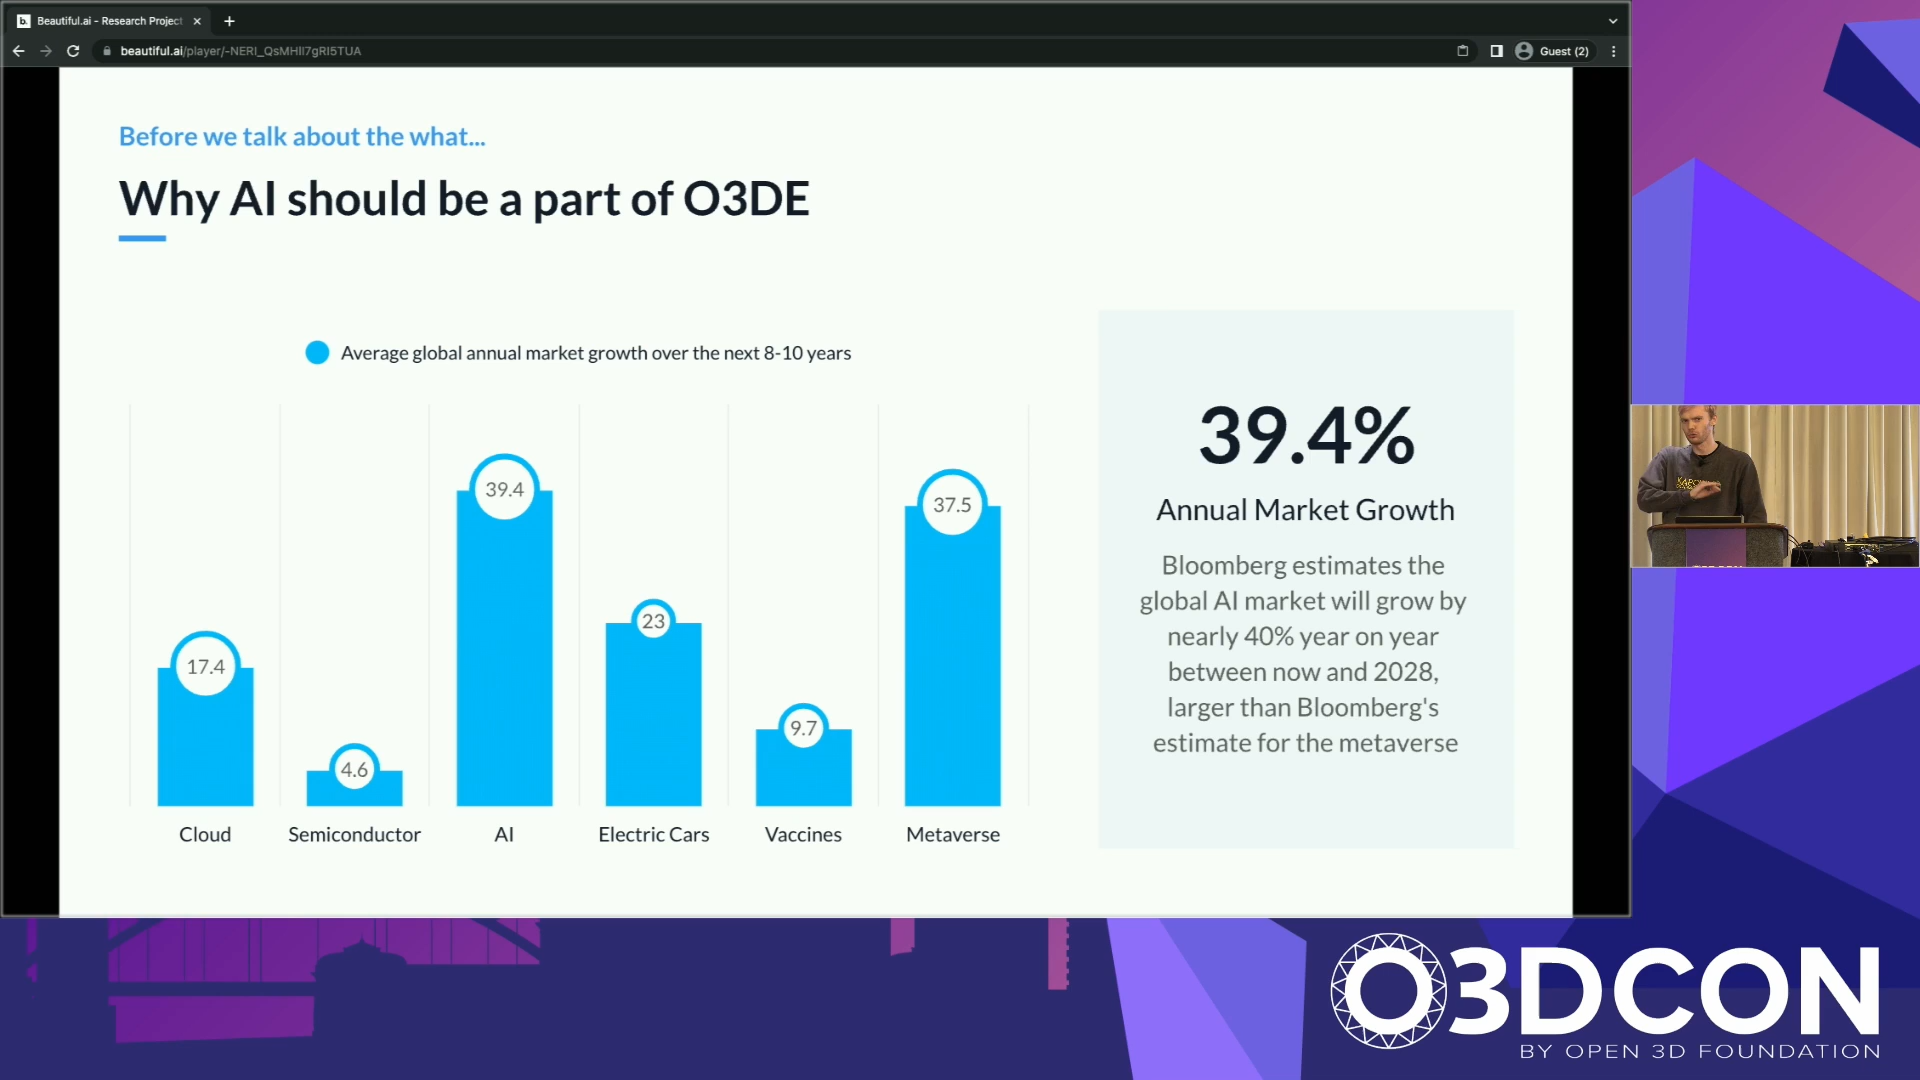 Beautiful.ai - Research Project
beautiful.ai/player/-NERI_QsMHII7gRI5TUA
Guest (2)
Before we talk about the what...
Why AI should be a part of O3DE
Average global annual market growth over the next 8-10 years
17.4
4.6
39.4
23
9.7
37.5
Cloud
Semiconductor
AI
Electric Cars
Vaccines
Metaverse
39.4%
Annual Market Growth
Bloomberg estimates the
global AI market will grow by
nearly 40% year on year
between now and 2028,
larger than Bloomberg's
estimate for the metaverse
O3DCON
BY OPEN 3D FOUNDATION